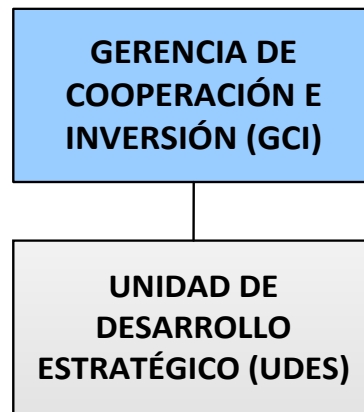 GERENCIA DE
COOPERACIÓN E
INVERSIÓN (GCI)
UNIDAD DE
DESARROLLO
ESTRATÉGICO (UDES)